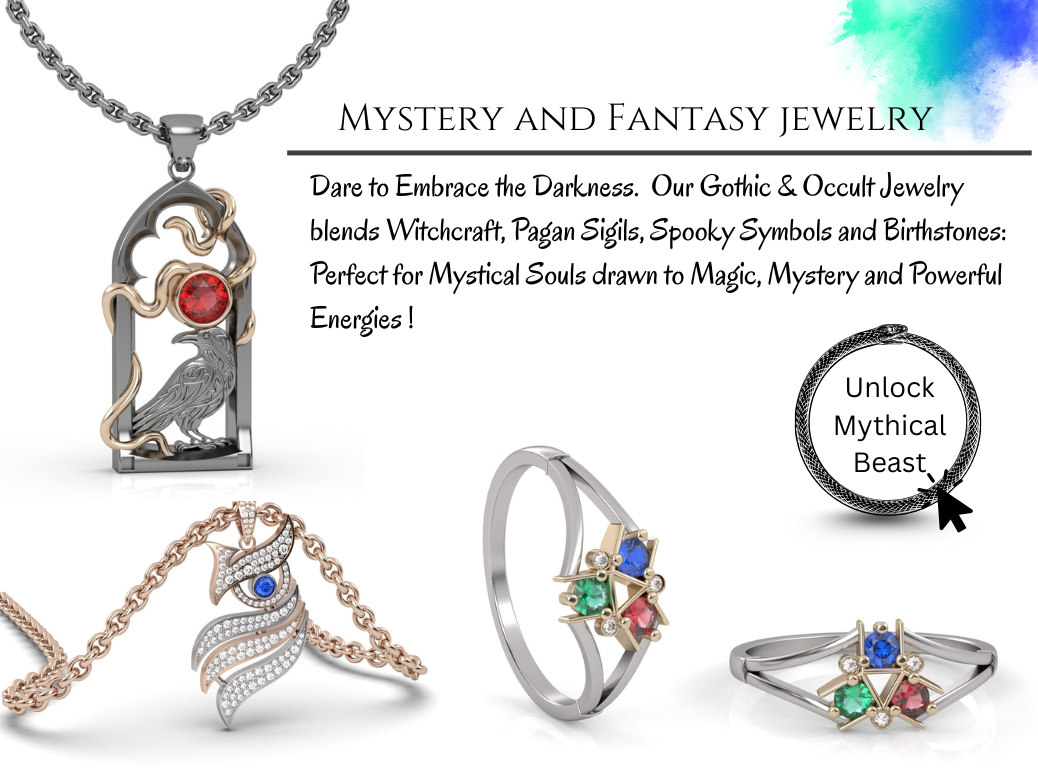 Mystery and Fantasy jewelry
Dare to Embrace the Darkness. Our Gothic & Occult Jewelry
blends Witchcraft, Pagan Sigils, Spooky Symbols and Birthstones:
Perfect for Mystical Souls drawn to Magic, Mystery and Powerful
Energies !
Unlock
Mythical
Beast